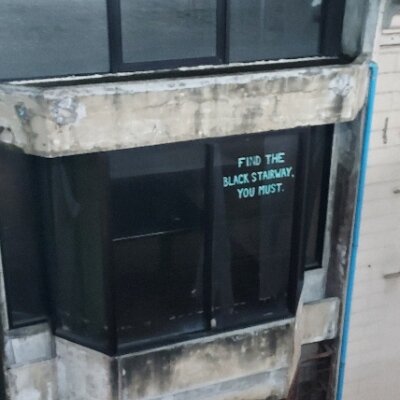 FIND THE
BLACK STAIRWAY.
YOU MUST.